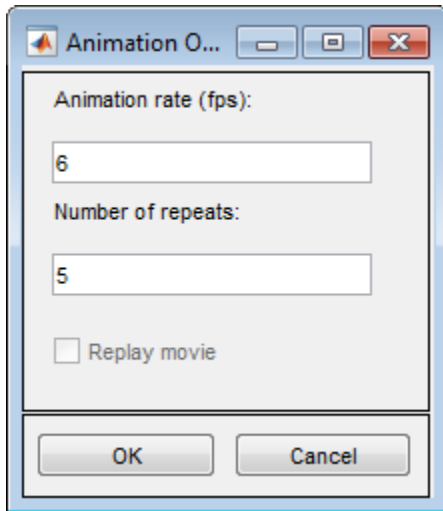 Animation O...
Animation rate (fps):
6
Number of repeats:
5
Replay movie
OK
Cancel